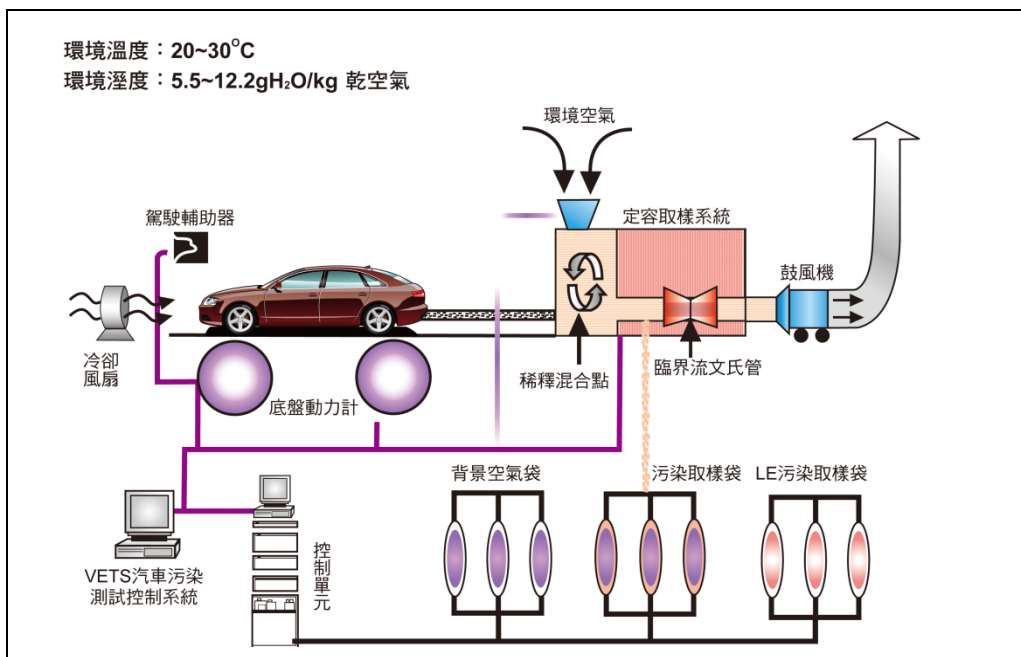 環境溫度：20~30°C
環境溼度：5.5~12.2gH₂O/kg 乾空氣
環境空氣
駕駛輔助器
定容取樣系統
鼓風機
冷卻
風扇
底盤動力計
稀釋混合點
臨界流文氏管
背景空氣袋
污染取樣袋
LE污染取樣袋
VETS汽車污染
測試控制系統
控制單元